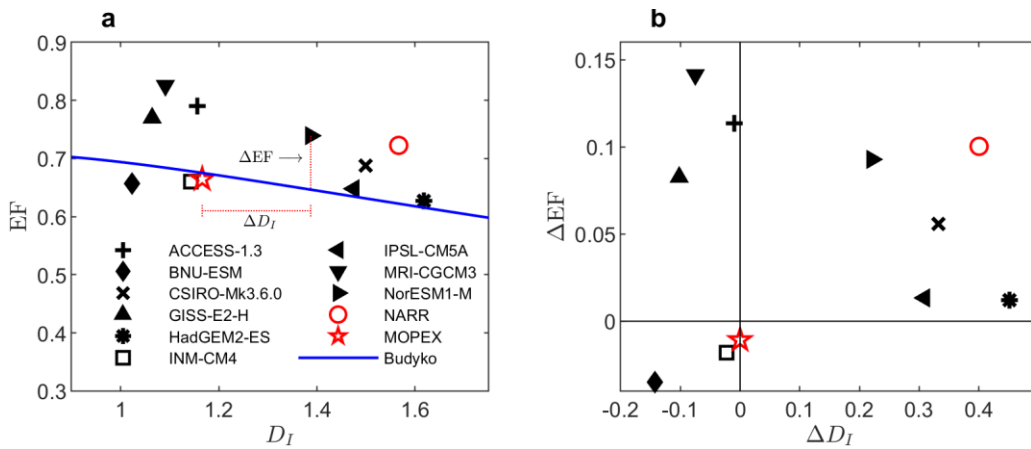 a
EF
0.9
0.8
0.7
0.6
0.5
0.4
0.3
ΔEF
ΔD_I
ACCESS-1.3
BNU-ESM
CSIRO-Mk3.6.0
GISS-E2-H
HadGEM2-ES
INM-CM4
IPSL-CM5A
MRI-CGCM3
NorESM1-M
NARR
MOPEX
Budyko
1 1.2 1.4 1.6
D_I
b
ΔEF
0.15
0.1
0.05
0
-0.2 -0.1 0 0.1 0.2 0.3 0.4
ΔD_I